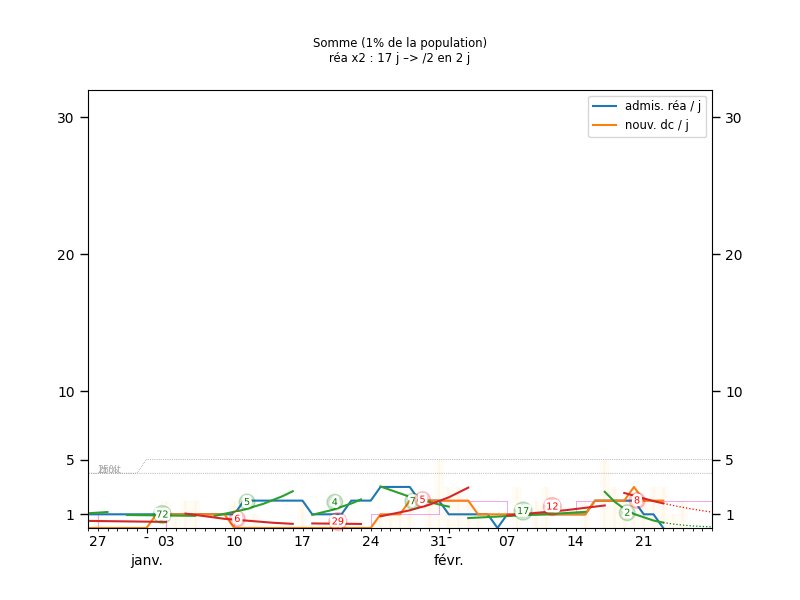 Somme (1% de la population)
réa x2 : 17 j –> /2 en 2 j
admis. réa / j
nouv. dc / j
30 30
20 20
10 10
5 5
1 1
72 6 5 29 4 7 5 17 12 2 8
27 03 10 17 24 31 07 14 21
janv. févr.